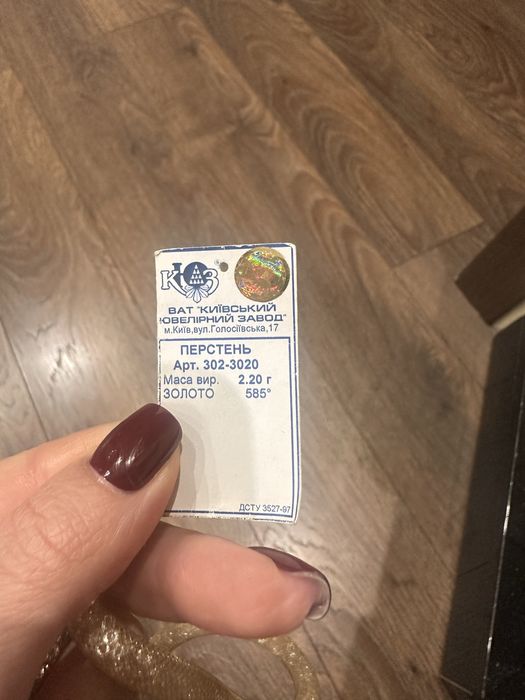 КЮЗ®
ВАТ "КИЇВСЬКИЙ
ЮВЕЛІРНИЙ ЗАВОД"
м.Київ,вул.Голосіївська,17
ПЕРСТЕНЬ
Арт. 302-3020
Маса вир. 2.20 г
ЗОЛОТО 585°
ДСТУ 3527-97